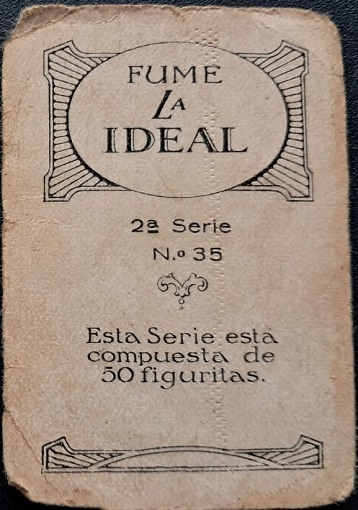 FUME
La
IDEAL
2ª Serie
N.º 35
Esta Serie está
compuesta de
50 figuritas.